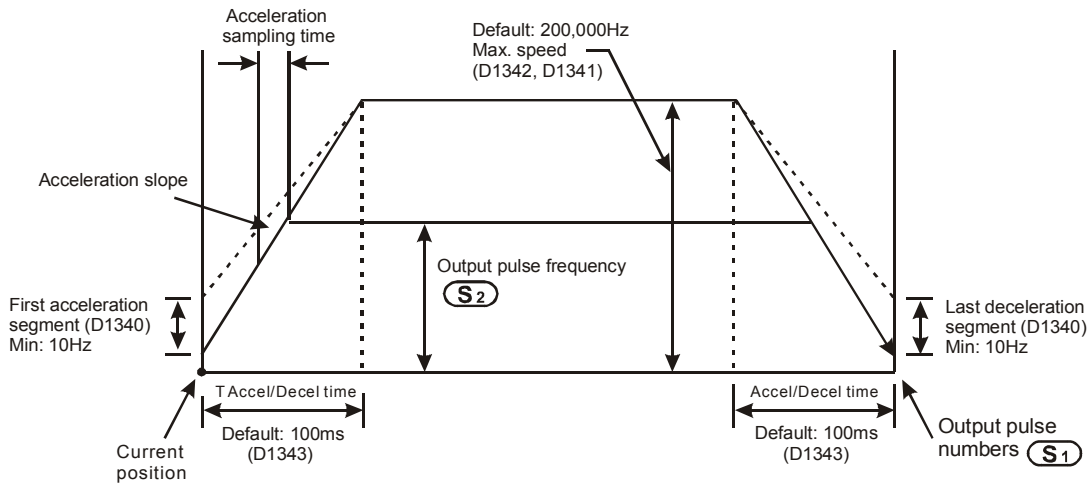 Acceleration
sampling time
Default: 200,000Hz
Max. speed
(D1342, D1341)
Acceleration slope
Output pulse frequency
S 2
First acceleration
segment (D1340)
Min: 10Hz
Last deceleration
segment (D1340)
Min: 10Hz
T Accel/Decel time
Default: 100ms
(D1343)
Accel/Decel time
Default: 100ms
(D1343)
Current
position
Output pulse
numbers S 1